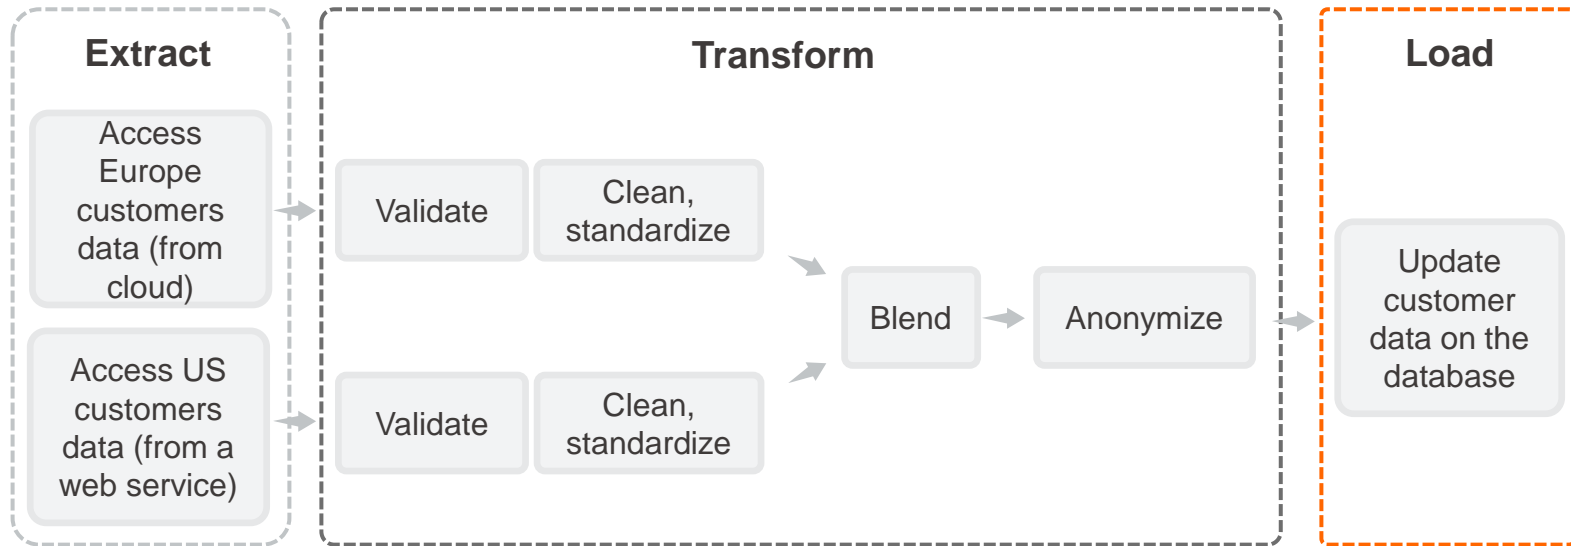 Extract
Access
Europe
customers
data (from
cloud)
Access US
customers
data (from a
web service)
Transform
Validate
Clean,
standardize
Validate
Clean,
standardize
Blend
Anonymize
Load
Update
customer
data on the
database